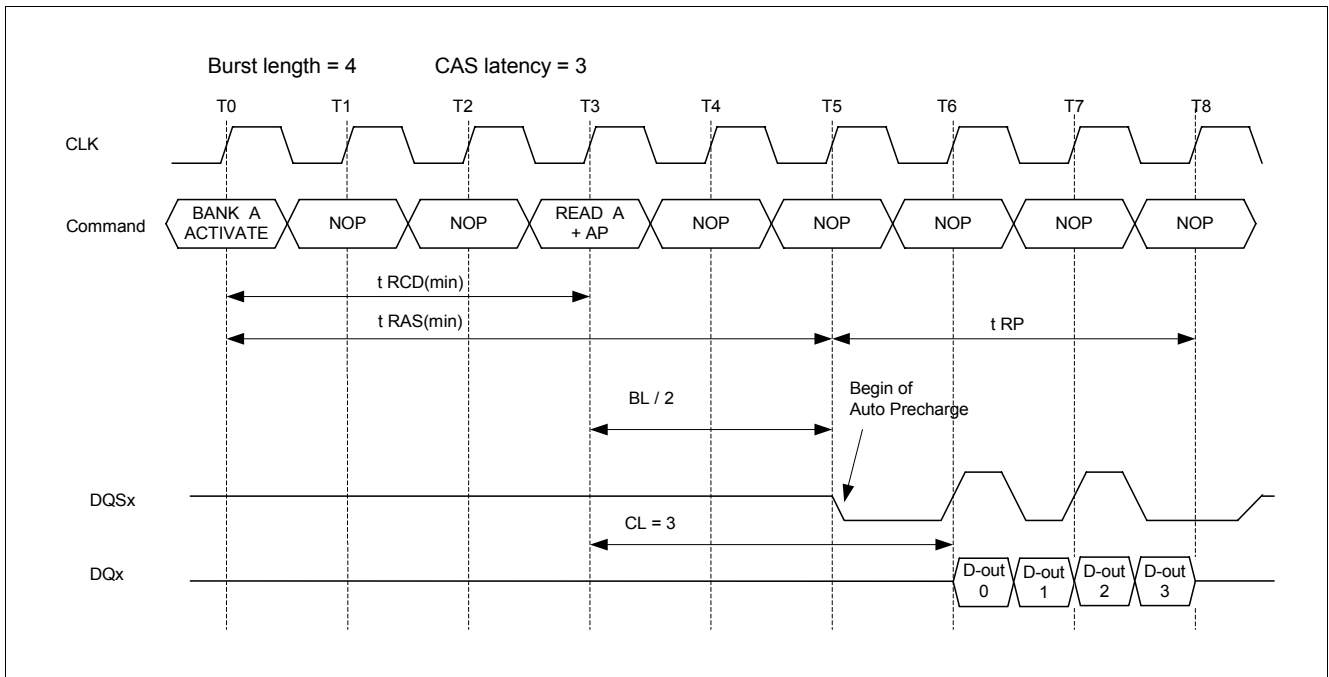 Burst length = 4 CAS latency = 3
T0 T1 T2 T3 T4 T5 T6 T7 T8
CLK
Command
BANK A
ACTIVATE
NOP
NOP
READ A
+ AP
NOP
NOP
NOP
NOP
NOP
t RCD(min)
t RAS(min)
t RP
BL / 2
Begin of
Auto Precharge
DQSx
CL = 3
DQx
D-out
0
D-out
1
D-out
2
D-out
3